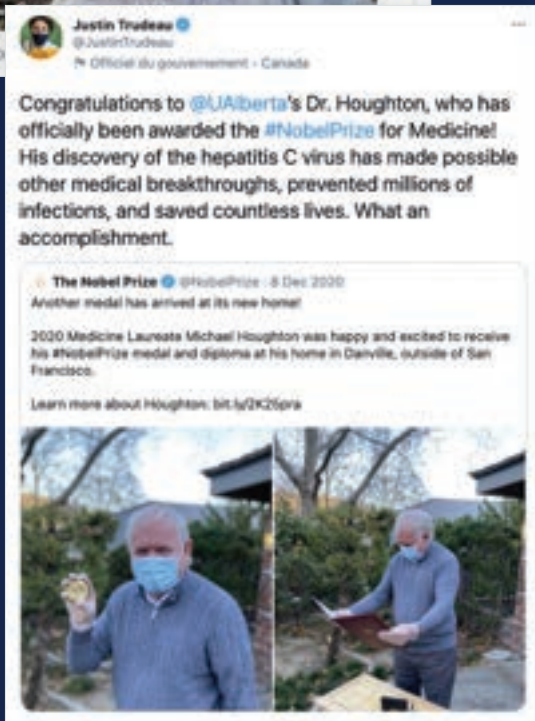 Justin Trudeau
@JustinTrudeau
Officiel du gouvernement - Canada
Congratulations to @UAlberta's Dr. Houghton, who has
officially been awarded the #NobelPrize for Medicine!
His discovery of the hepatitis C virus has made possible
other medical breakthroughs, prevented millions of
infections, and saved countless lives. What an
accomplishment.
The Nobel Prize @NobelPrize · 8 Dec 2020
Another medal has arrived at its new home!
2020 Medicine Laureate Michael Houghton was happy and excited to receive
his #NobelPrize medal and diploma at his home in Danville, outside of San
Francisco.
Learn more about Houghton: